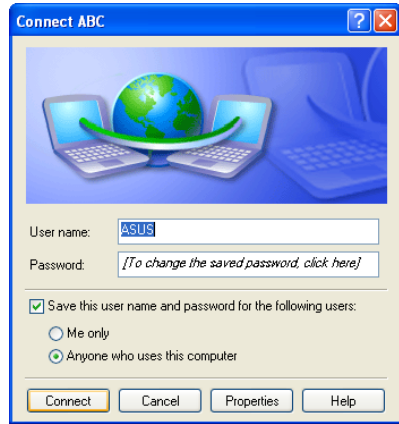 Connect ABC
User name: ASUS
Password: [To change the saved password, click here]
Save this user name and password for the following users:
Me only
Anyone who uses this computer
Connect Cancel Properties Help